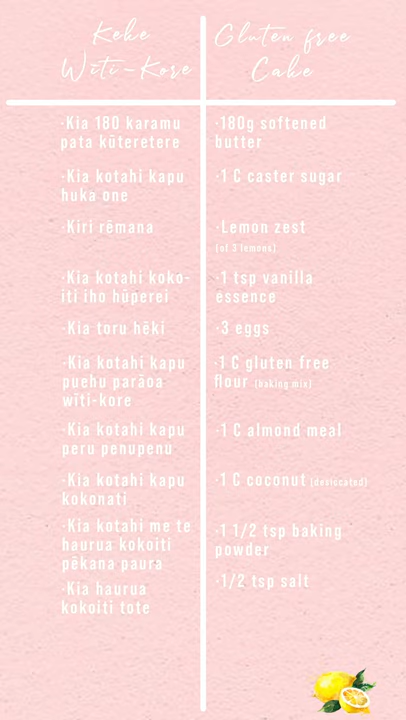 Keke
Witi-Kore
·Kia 180 karamu
pata kūteretere
·Kia kotahi kapu
huka one
·Kiri rēmana
·Kia kotahi koko-
iti iho hūperei
·Kia toru hēki
·Kia kotahi kapu
puehu parāoa
wīti-kore
·Kia kotahi kapu
peru penupenu
·Kia kotahi kapu
kokonati
·Kia kotahi me te
haurua kokoiti
pēkana paura
·Kia haurua
kokoiti tote
Gluten free
Cake
·180g softened
butter
·1 C caster sugar
·Lemon zest
(of 3 lemons)
·1 tsp vanilla
essence
·3 eggs
·1 C gluten free
flour (baking mix)
·1 C almond meal
·1 C coconut (desiccated)
·1 1/2 tsp baking
powder
·1/2 tsp salt